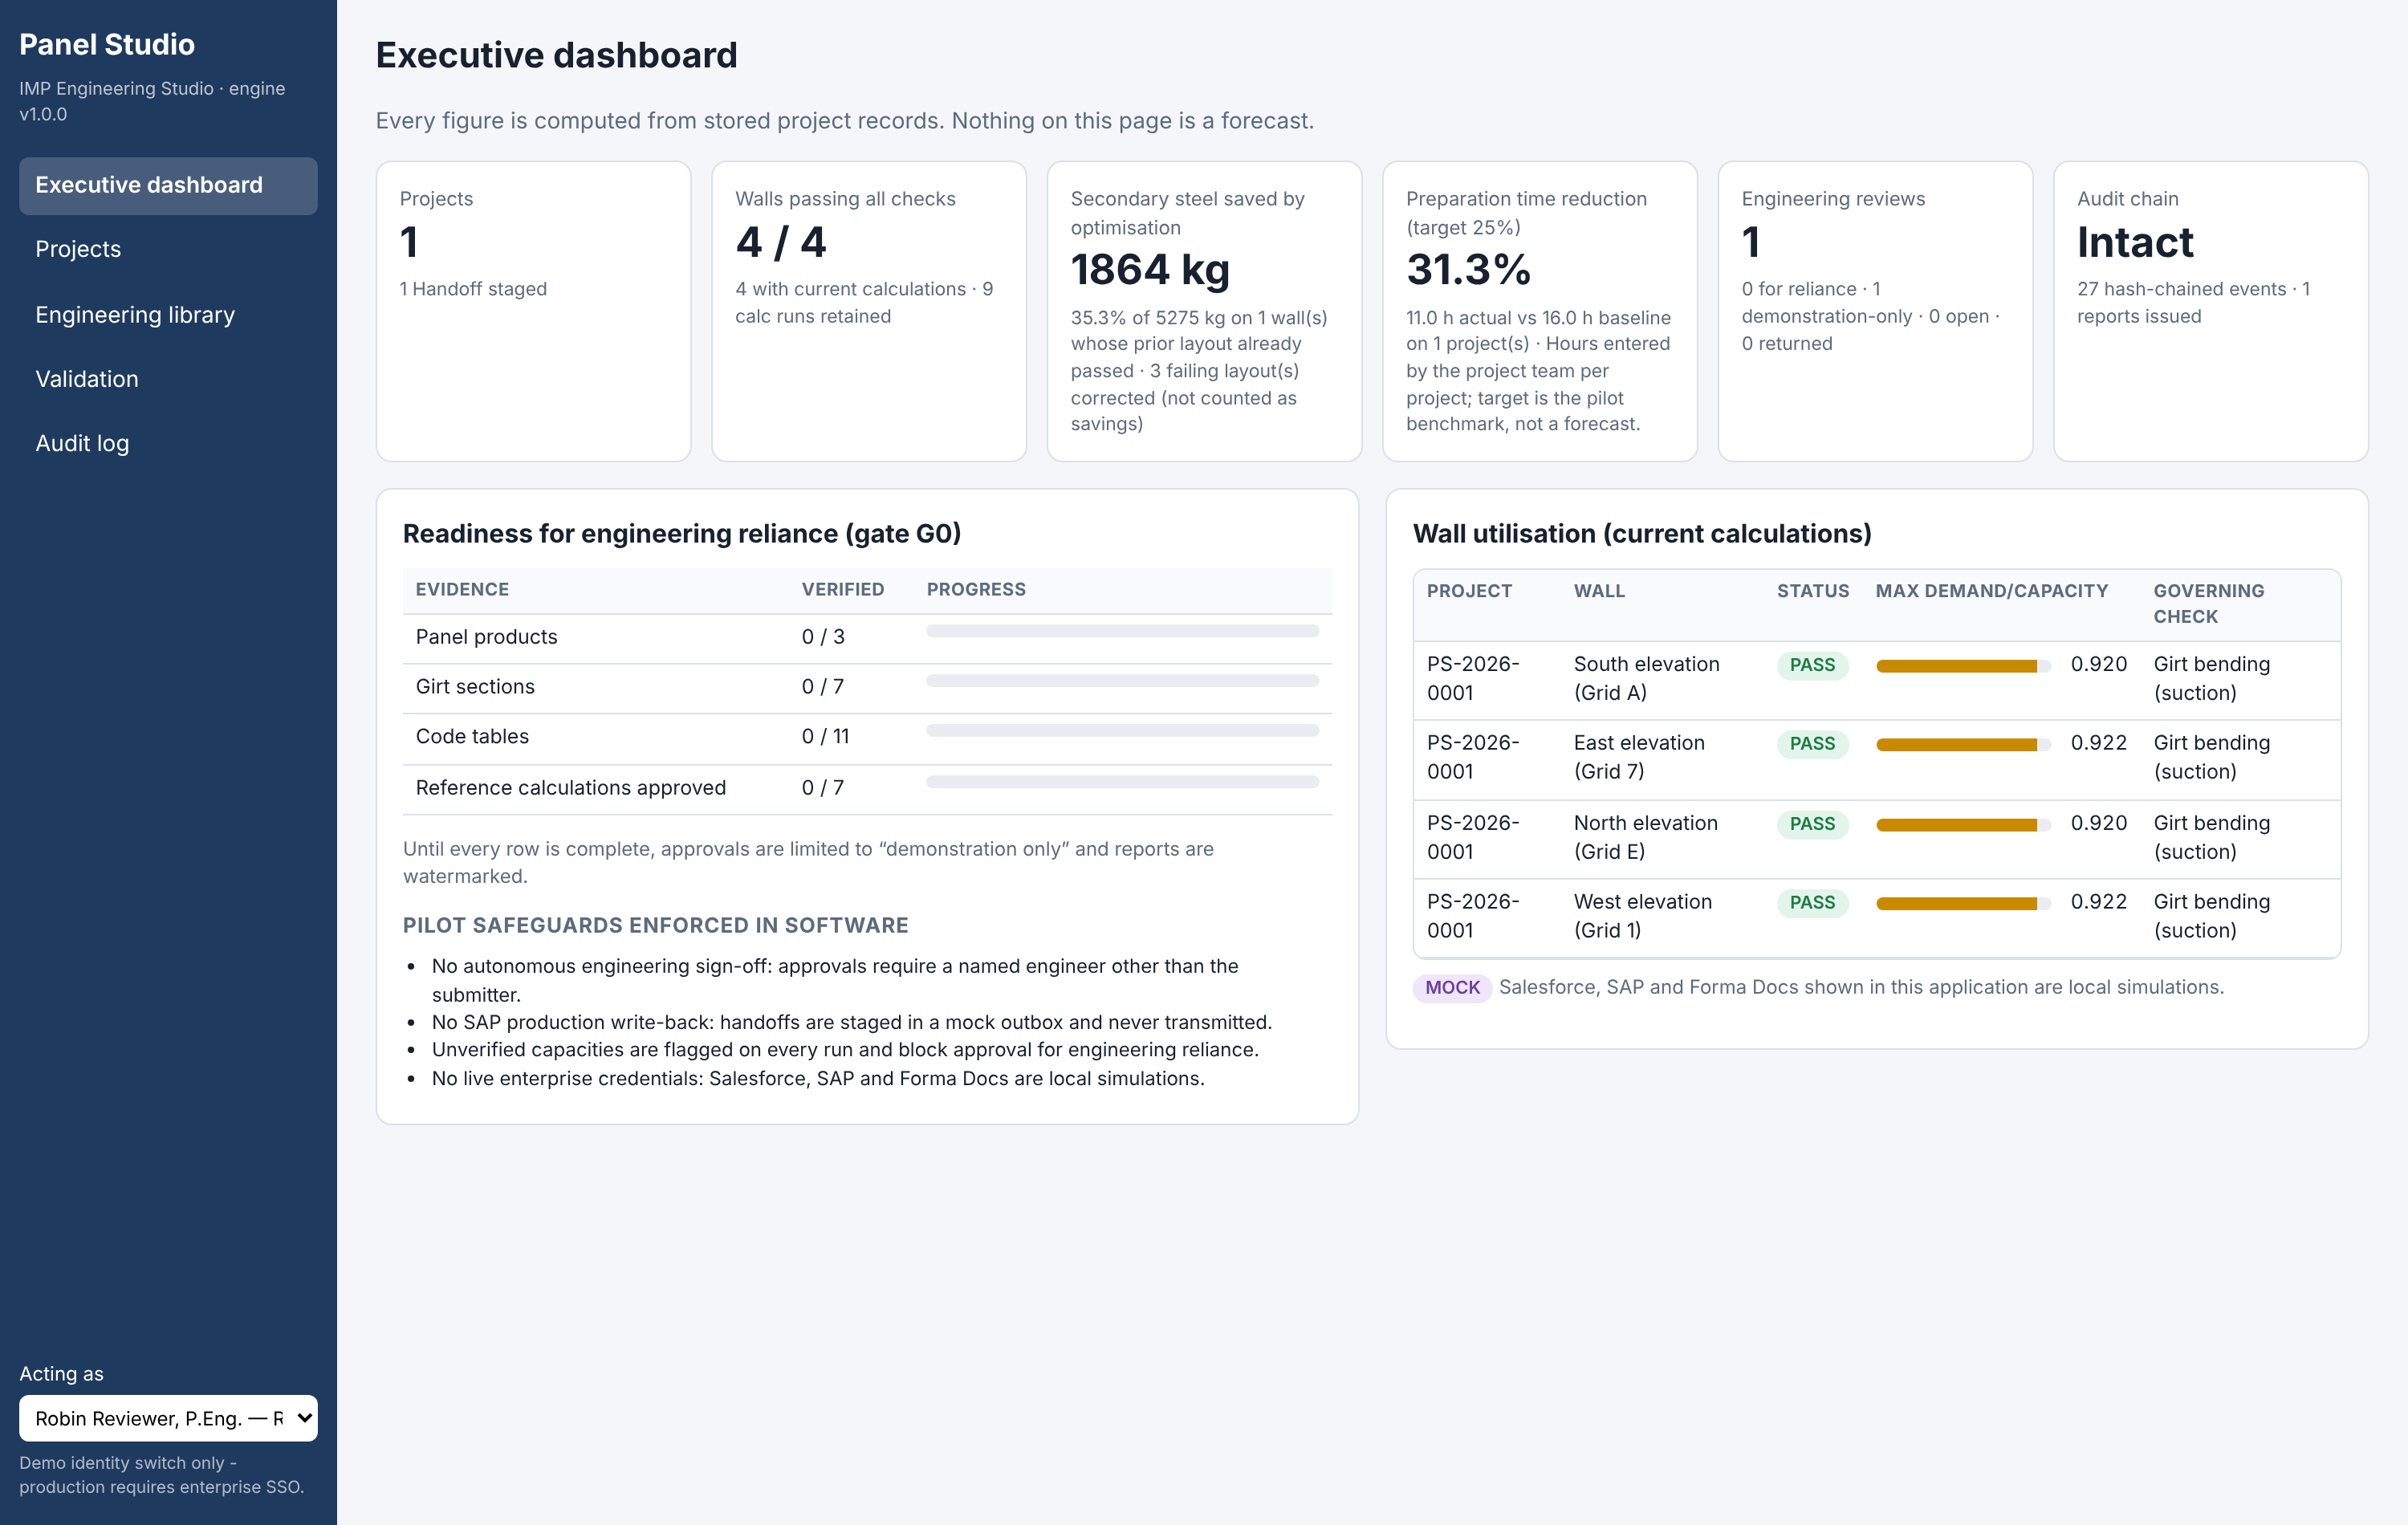 Panel Studio
IMP Engineering Studio · engine
v1.0.0
Executive dashboard
Projects
Engineering library
Validation
Audit log
Acting as
Robin Reviewer, P.Eng. — R
Demo identity switch only -
production requires enterprise SSO.
Executive dashboard
Every figure is computed from stored project records. Nothing on this page is a forecast.
Projects
1
1 Handoff staged
Walls passing all checks
4 / 4
4 with current calculations · 9
calc runs retained
Secondary steel saved by
optimisation
1864 kg
35.3% of 5275 kg on 1 wall(s)
whose prior layout already
passed · 3 failing layout(s)
corrected (not counted as
savings)
Preparation time reduction
(target 25%)
31.3%
11.0 h actual vs 16.0 h baseline
on 1 project(s) · Hours entered
by the project team per
project; target is the pilot
benchmark, not a forecast.
Engineering reviews
1
0 for reliance · 1
demonstration-only · 0 open ·
0 returned
Audit chain
Intact
27 hash-chained events · 1
reports issued
Readiness for engineering reliance (gate G0)
EVIDENCE VERIFIED PROGRESS
Panel products 0 / 3
Girt sections 0 / 7
Code tables 0 / 11
Reference calculations approved 0 / 7
Until every row is complete, approvals are limited to “demonstration only” and reports are
watermarked.
PILOT SAFEGUARDS ENFORCED IN SOFTWARE
• No autonomous engineering sign-off: approvals require a named engineer other than the
submitter.
• No SAP production write-back: handoffs are staged in a mock outbox and never transmitted.
• Unverified capacities are flagged on every run and block approval for engineering reliance.
• No live enterprise credentials: Salesforce, SAP and Forma Docs are local simulations.
Wall utilisation (current calculations)
PROJECT WALL STATUS MAX DEMAND/CAPACITY GOVERNING
CHECK
PS-2026- South elevation PASS 0.920 Girt bending
0001 (Grid A) (suction)
PS-2026- East elevation PASS 0.922 Girt bending
0001 (Grid 7) (suction)
PS-2026- North elevation PASS 0.920 Girt bending
0001 (Grid E) (suction)
PS-2026- West elevation PASS 0.922 Girt bending
0001 (Grid 1) (suction)
MOCK Salesforce, SAP and Forma Docs shown in this application are local simulations.